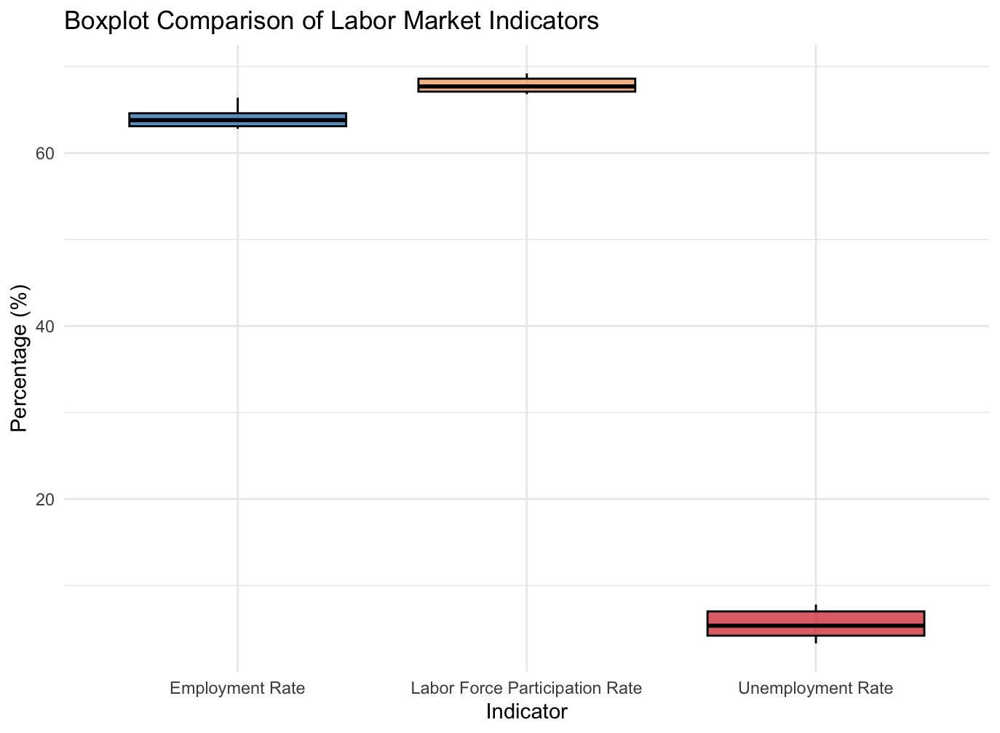 Boxplot Comparison of Labor Market Indicators
Percentage (%)
60
40
20
Employment Rate
Labor Force Participation Rate
Unemployment Rate
Indicator